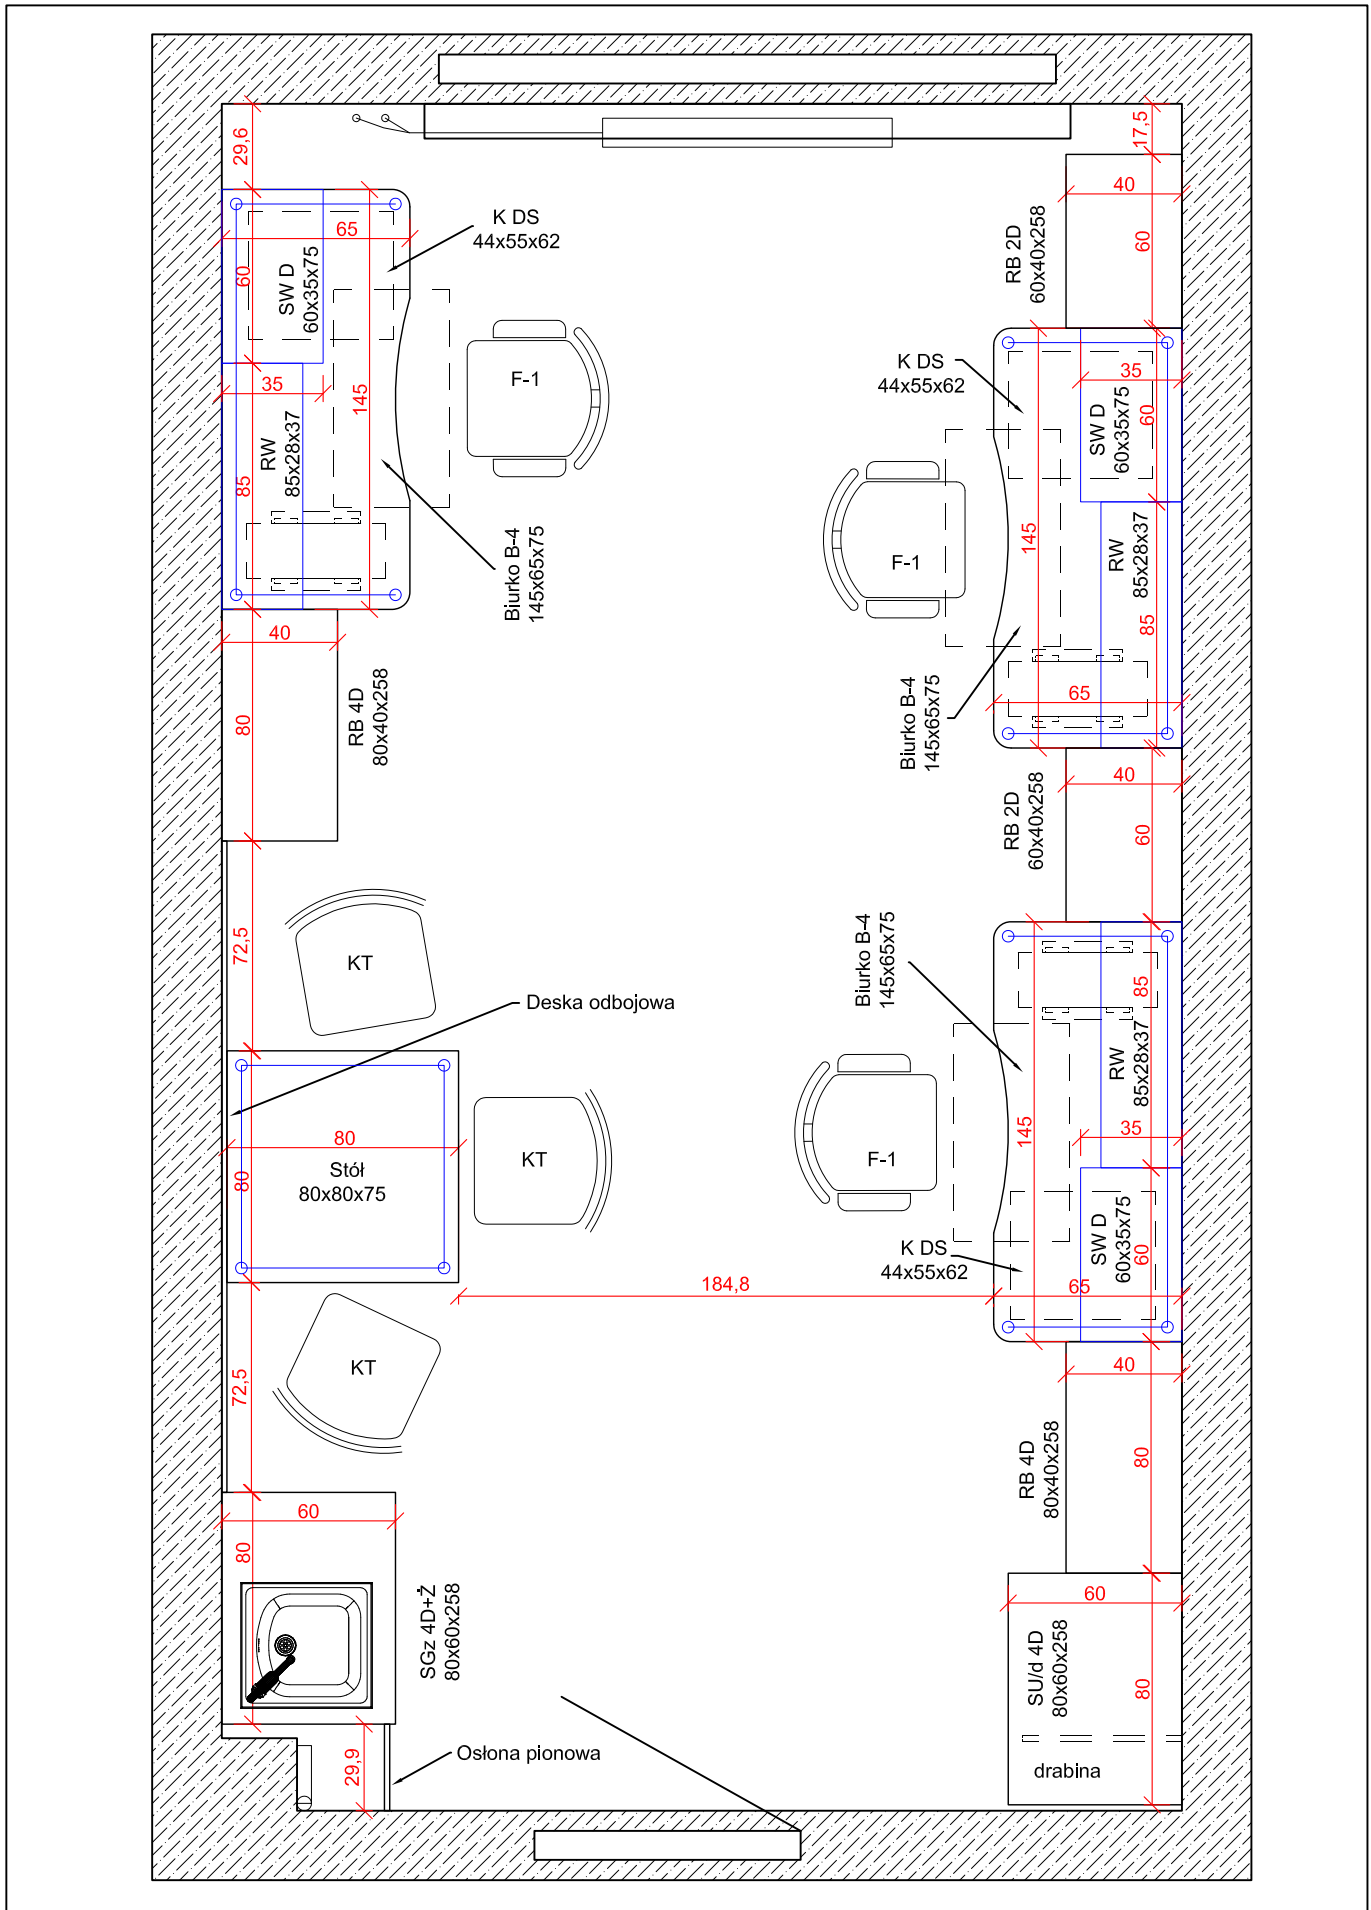 29,6
17,5
40
K DS
44x55x62
65
60
SW D
60x35x75
RB 2D
60x40x258
60
F-1
35
145
RW
85x28x37
85
K DS
44x55x62
35
60
SW D
60x35x75
F-1
145
RW
85x28x37
85
Biurko B-4
145x65x75
40
80
RB 4D
80x40x258
Biurko B-4
145x65x75
65
40
RB 2D
60x40x258
60
72,5
KT
Biurko B-4
145x65x75
85
Deska odbojowa
RW
85x28x37
80
Stół
80x80x75
80
KT
F-1
145
35
SW D
60x35x75
60
K DS
44x55x62
184,8
65
72,5
KT
40
RB 4D
80x40x258
80
60
80
SGz 4D+Ż
80x60x258
60
SU/d 4D
80x60x258
80
29,9
Osłona pionowa
drabina